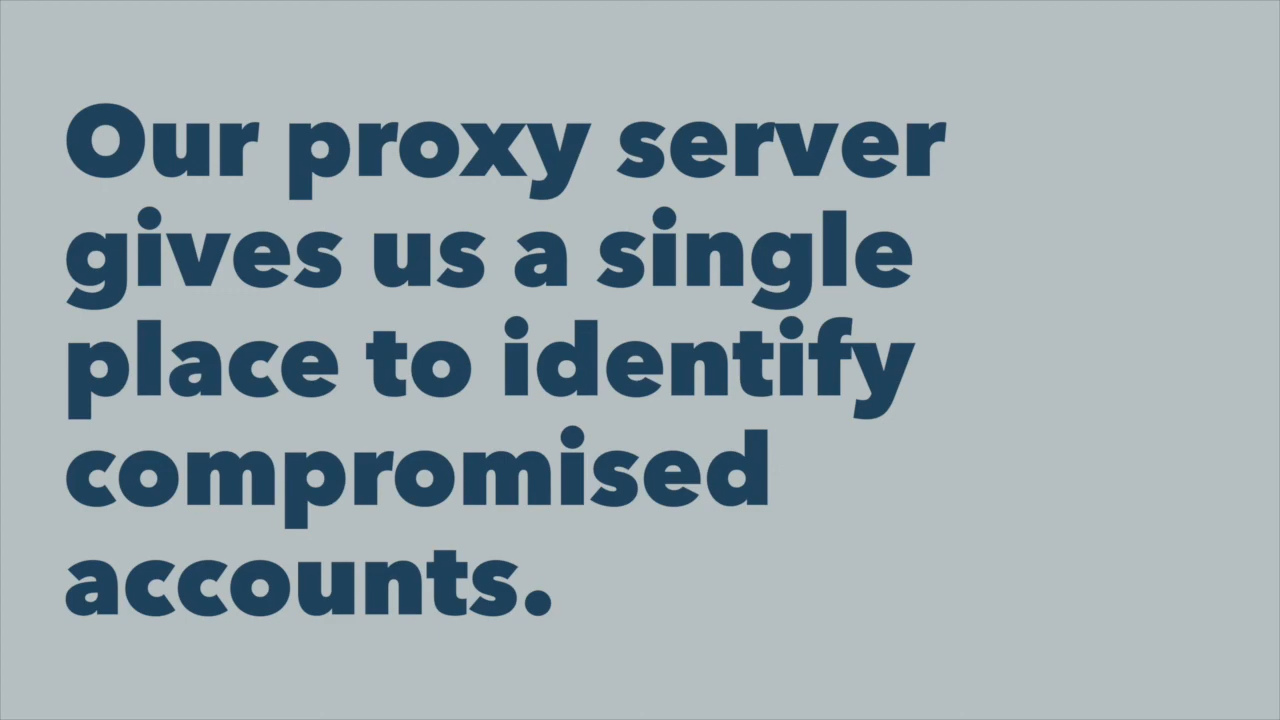 Our proxy server
gives us a single
place to identify
compromised
accounts.